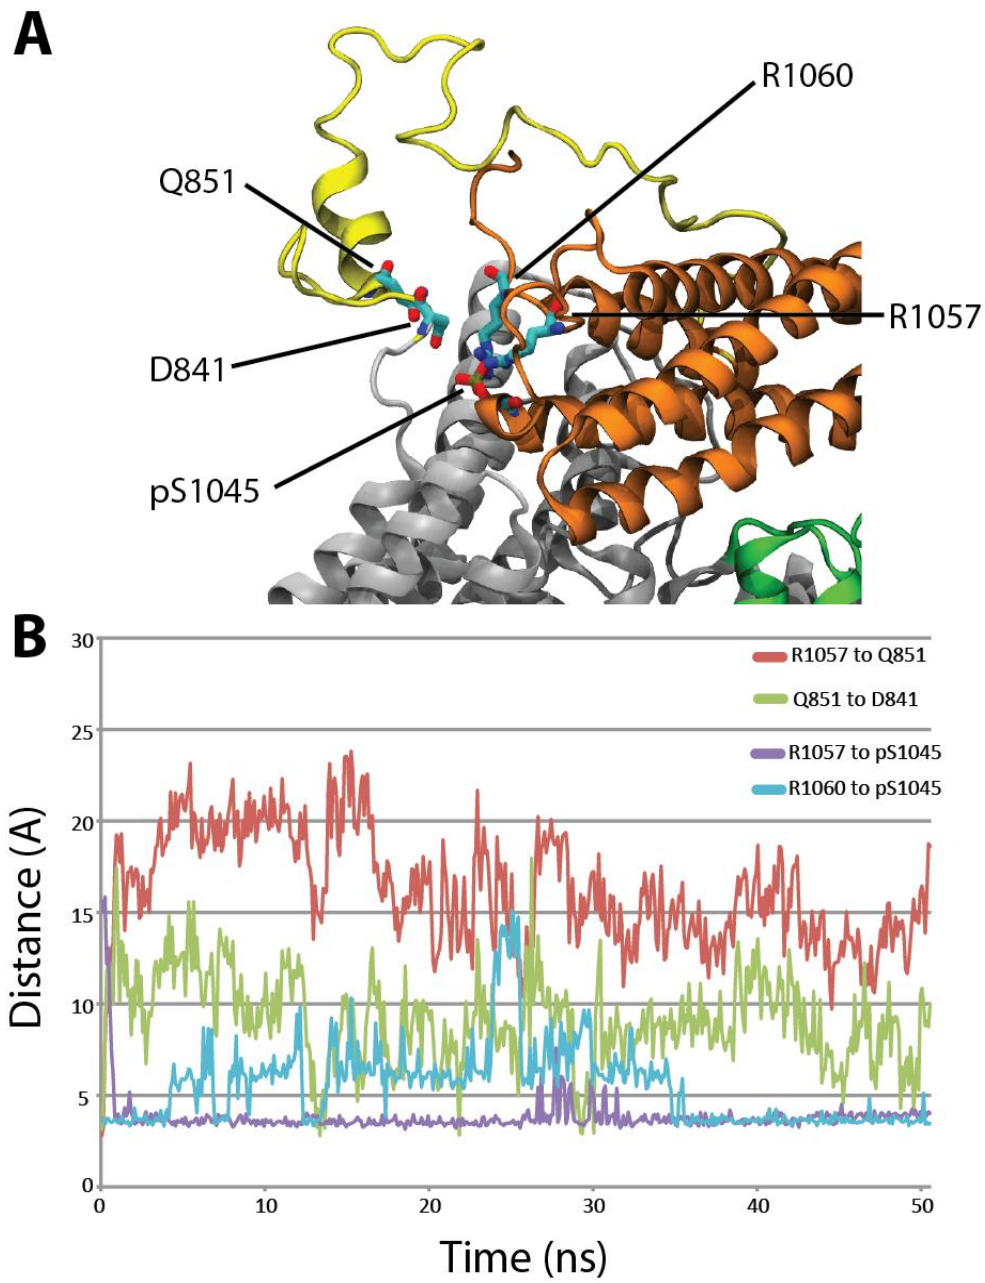 A
R1060
Q851
R1057
D841
pS1045
B
30
25
20
15
10
5
0
R1057 to Q851
Q851 to D841
R1057 to pS1045
R1060 to pS1045
Distance (A)
0 10 20 30 40 50
Time (ns)